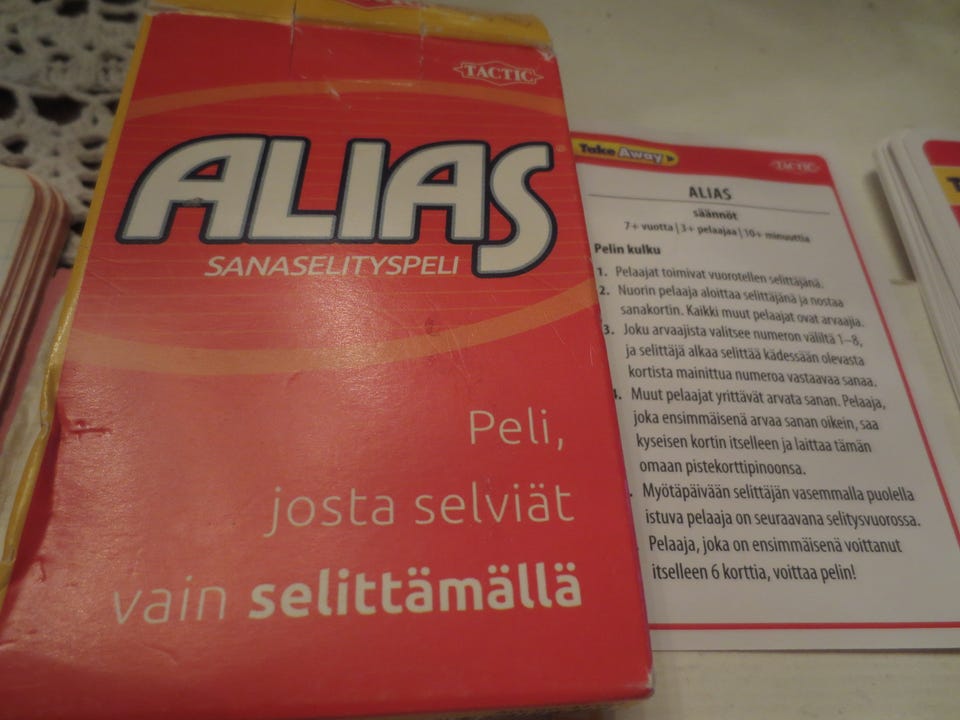 TACTIC
ALIAS
SANASELITYSPELI
Peli,
josta selviät
vain selittämällä
Take Away
TACTIC
ALIAS
säännöt
7+ vuotta | 3+ pelaajaa | 10+ minuuttia
Pelin kulku
1. Pelaajat toimivat vuorotellen selittäjänä.
2. Nuorin pelaaja aloittaa selittäjänä ja nostaa
sanakortin. Kaikki muut pelaajat ovat arvaajia.
3. Joku arvaajista valitsee numeron väliltä 1–8,
ja selittäjä alkaa selittää kädessään olevasta
kortista mainittua numeroa vastaavaa sanaa.
Muut pelaajat yrittävät arvata sanan. Pelaaja,
joka ensimmäisenä arvaa sanan oikein, saa
kyseisen kortin itselleen ja laittaa tämän
omaan pistekorttipinoonsa.
Myötäpäivään selittäjän vasemmalla puolella
istuva pelaaja on seuraavana selitysvuorossa.
Pelaaja, joka on ensimmäisenä voittanut
itselleen 6 korttia, voittaa pelin!